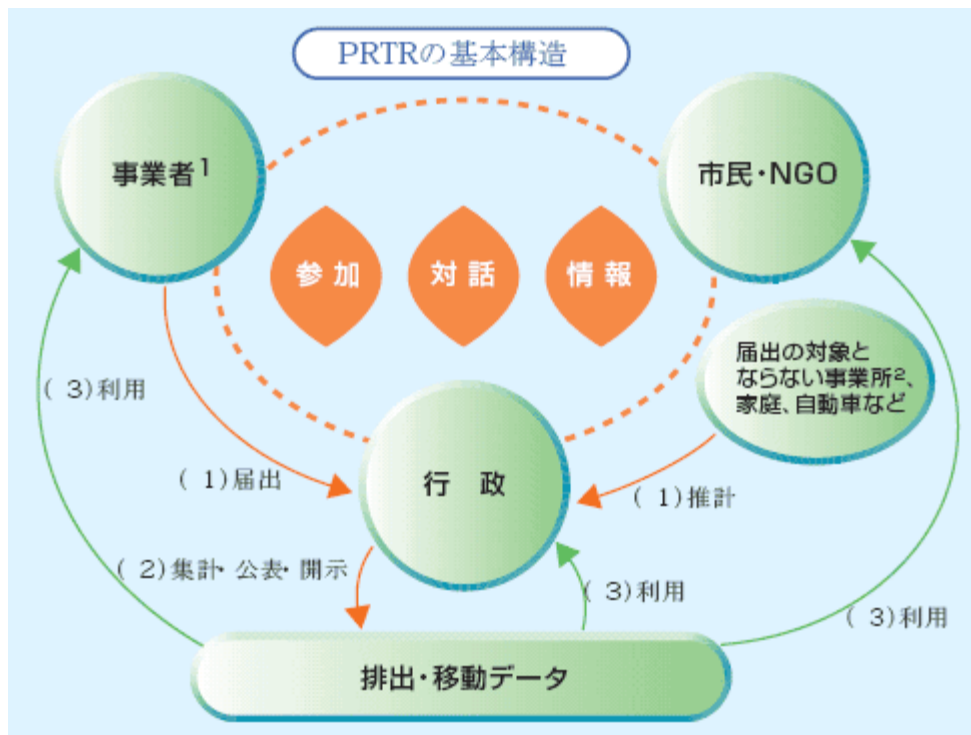 PRTRの基本構造
事業者1
市民・NGO
参加
対話
情報
届出の対象と
ならない事業所2、
家庭、自動車など
( 3)利用
( 1)届出
行 政
( 1)推計
( 2)集計・公表・開示
( 3)利用
( 3)利用
排出・移動データ